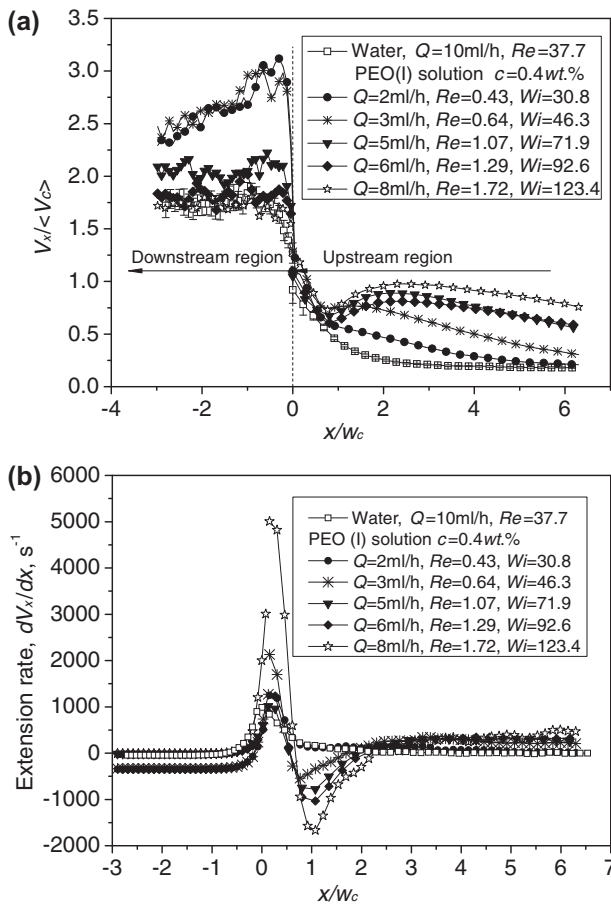 (a)
Water, Q=10ml/h, Re=37.7
PEO(I) solution c=0.4wt.%
Q=2ml/h, Re=0.43, Wi=30.8
Q=3ml/h, Re=0.64, Wi=46.3
Q=5ml/h, Re=1.07, Wi=71.9
Q=6ml/h, Re=1.29, Wi=92.6
Q=8ml/h, Re=1.72, Wi=123.4
Vx/<Vc>
3.5
3.0
2.5
2.0
1.5
1.0
0.5
0.0
Downstream region
Upstream region
-4 -2 0 2 4 6
x/wc
(b)
Water, Q=10ml/h, Re=37.7
PEO (I) solution c=0.4wt.%
Q=2ml/h, Re=0.43, Wi=30.8
Q=3ml/h, Re=0.64, Wi=46.3
Q=5ml/h, Re=1.07, Wi=71.9
Q=6ml/h, Re=1.29, Wi=92.6
Q=8ml/h, Re=1.72, Wi=123.4
Extension rate, dVx/dx, s-1
6000
5000
4000
3000
2000
1000
0
-1000
-2000
-3 -2 -1 0 1 2 3 4 5 6 7
x/wc